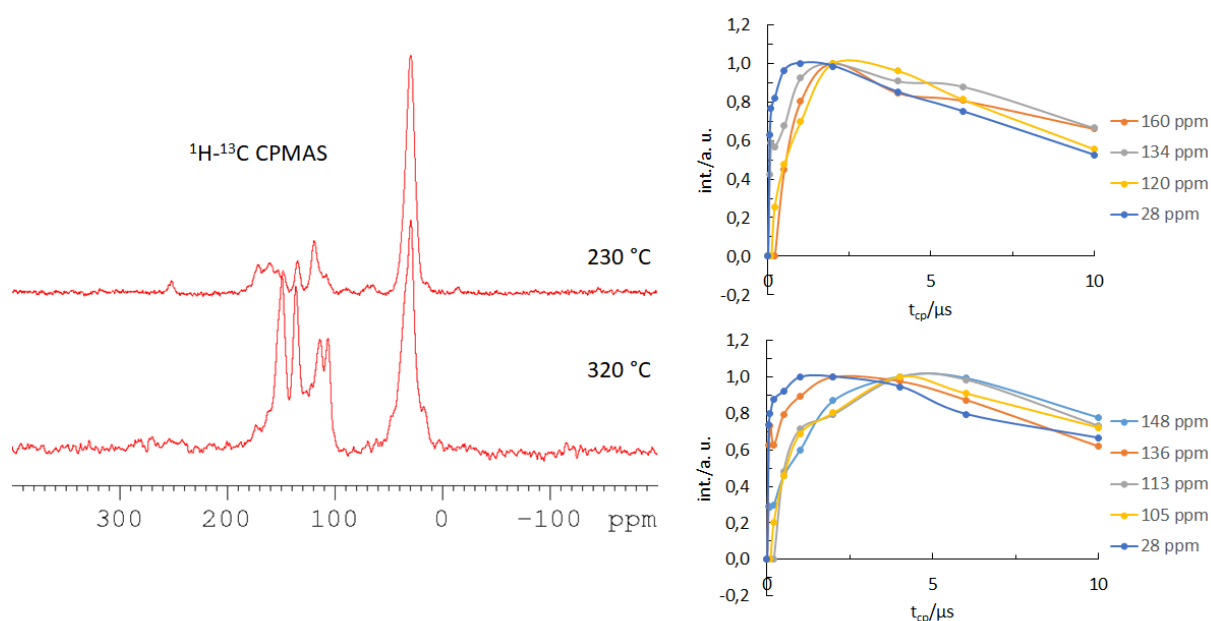 ¹H-¹³C CPMAS
230 °C
320 °C
300
200
100
0
−100
ppm
1,2
1,0
0,8
0,6
0,4
0,2
0,0
-0,2
int./a. u.
0
5
10
t_cp/µs
160 ppm
134 ppm
120 ppm
28 ppm
1,2
1,0
0,8
0,6
0,4
0,2
0,0
-0,2
int./a. u.
0
5
10
t_cp/µs
148 ppm
136 ppm
113 ppm
105 ppm
28 ppm